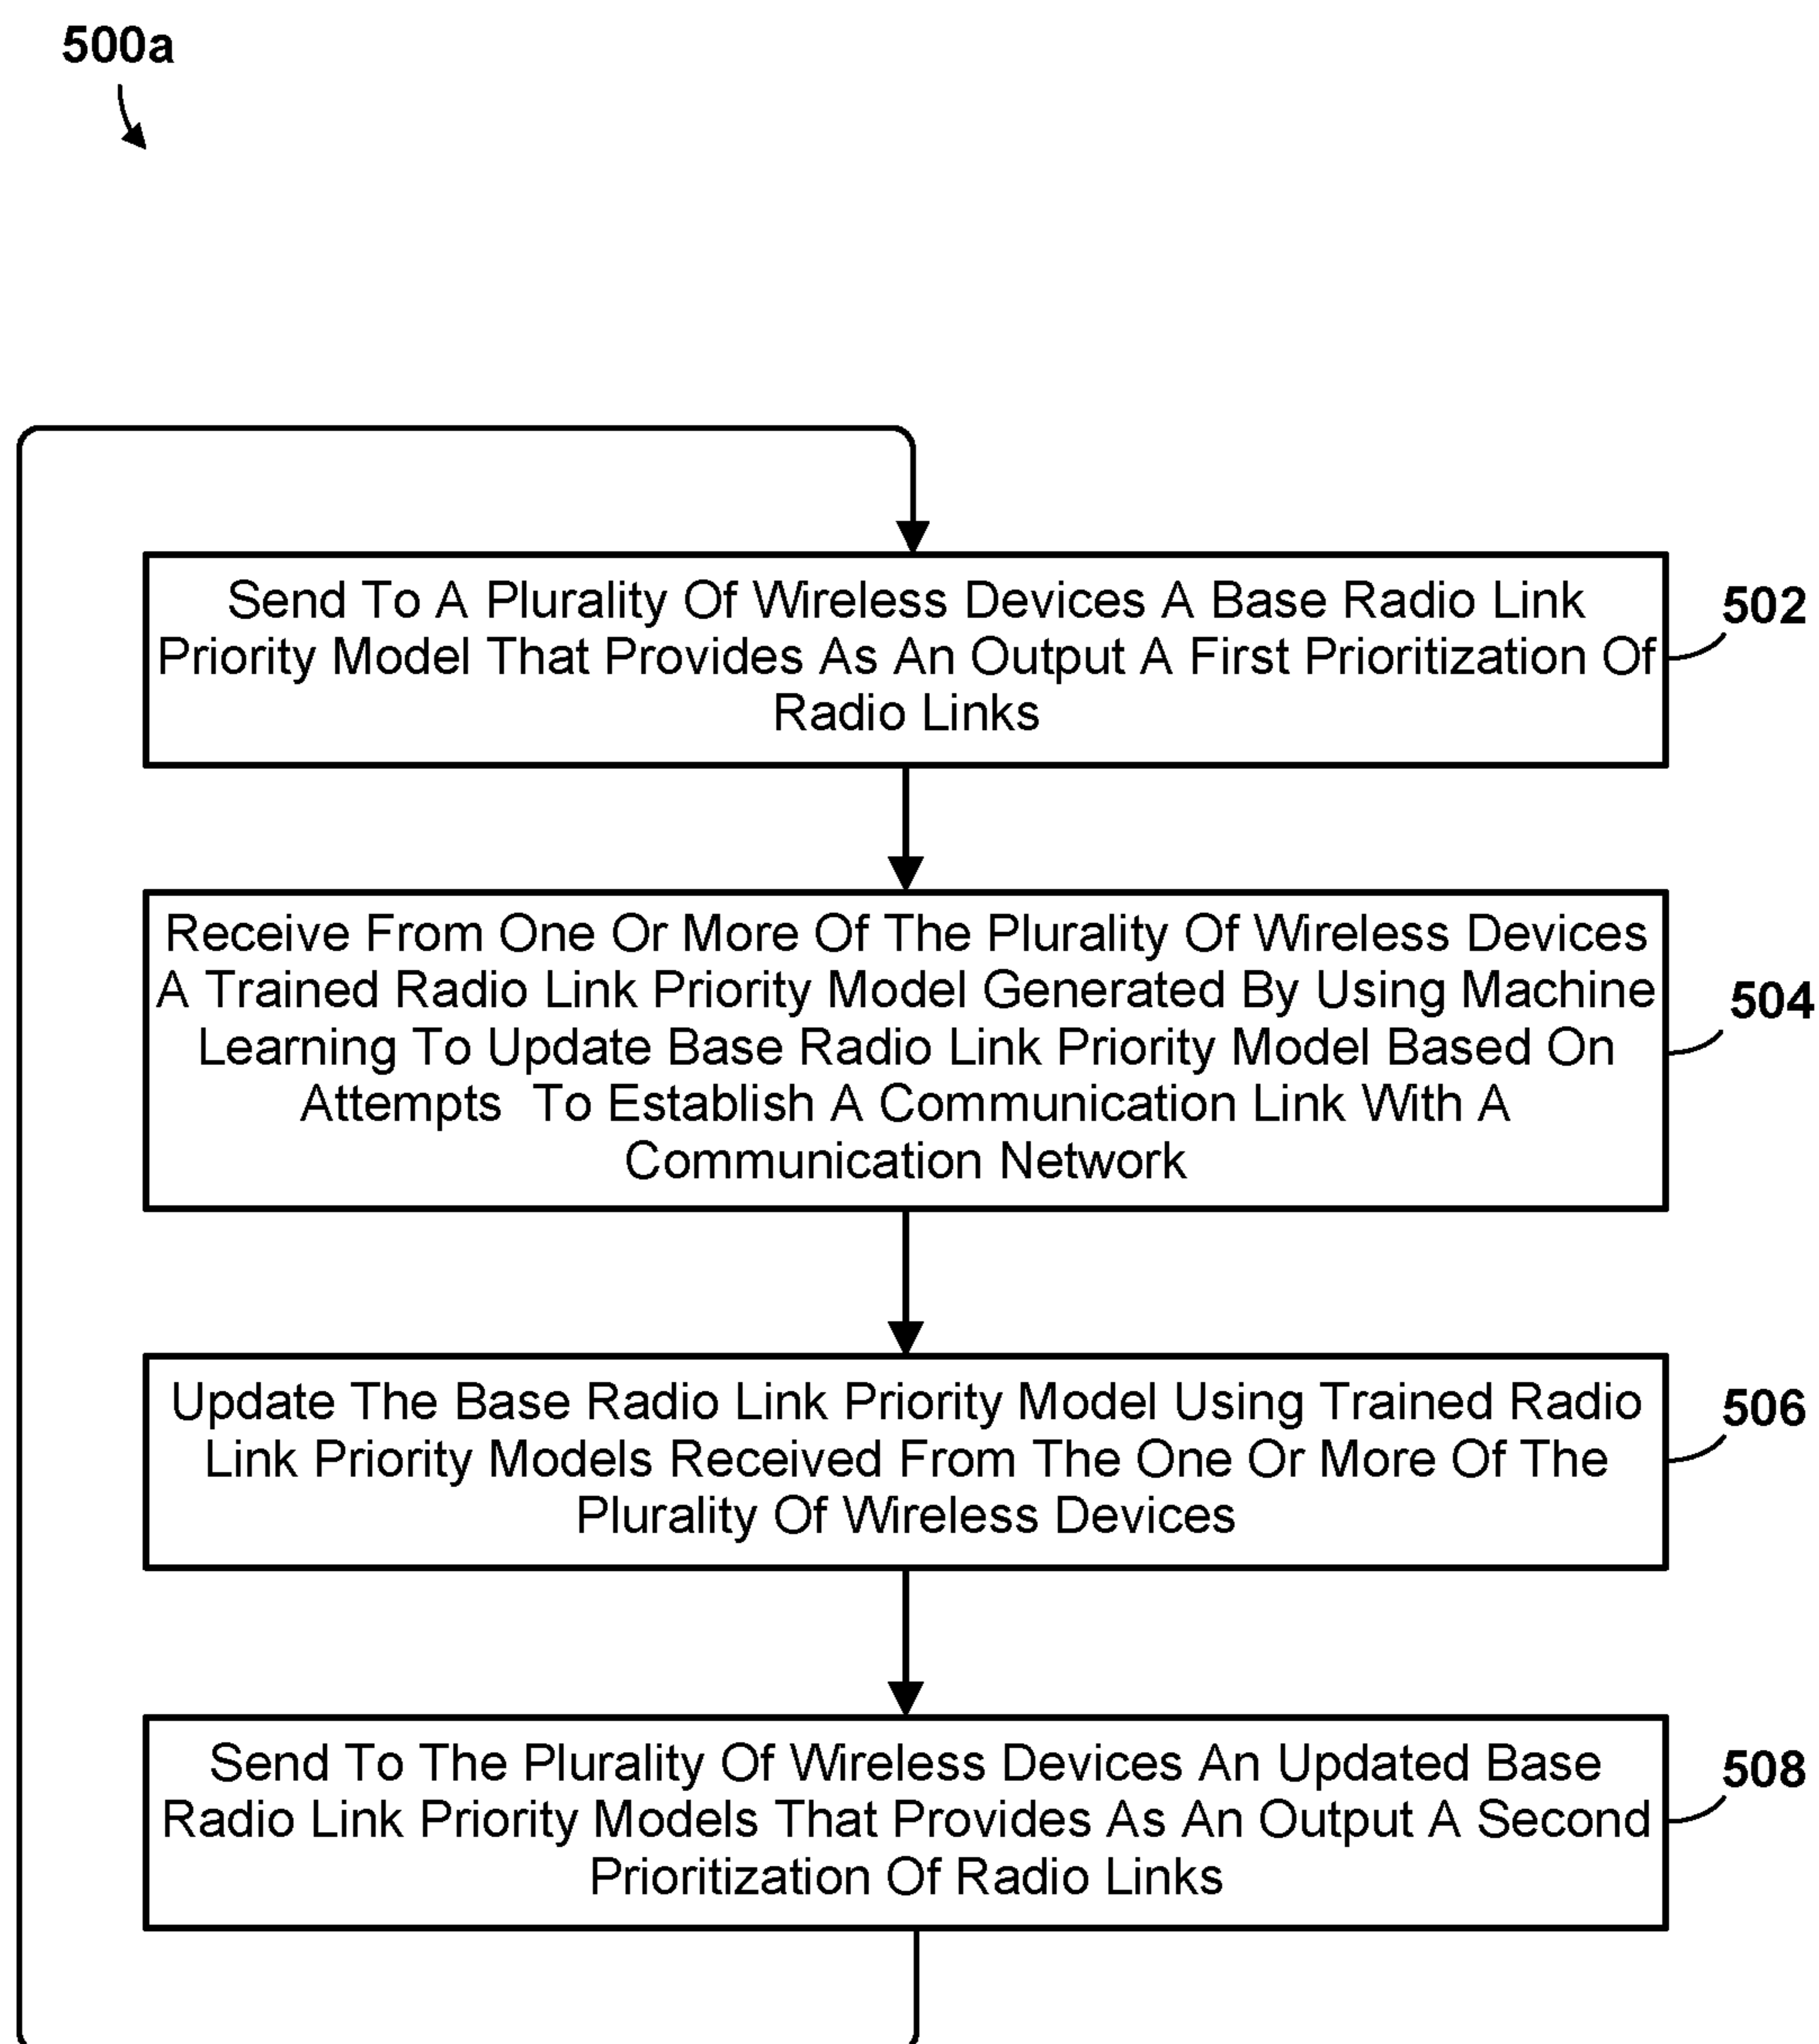 500a
Send To A Plurality Of Wireless Devices A Base Radio Link
Priority Model That Provides As An Output A First Prioritization Of
Radio Links
502
Receive From One Or More Of The Plurality Of Wireless Devices
A Trained Radio Link Priority Model Generated By Using Machine
Learning To Update Base Radio Link Priority Model Based On
Attempts To Establish A Communication Link With A
Communication Network
504
Update The Base Radio Link Priority Model Using Trained Radio
Link Priority Models Received From The One Or More Of The
Plurality Of Wireless Devices
506
Send To The Plurality Of Wireless Devices An Updated Base
Radio Link Priority Models That Provides As An Output A Second
Prioritization Of Radio Links
508